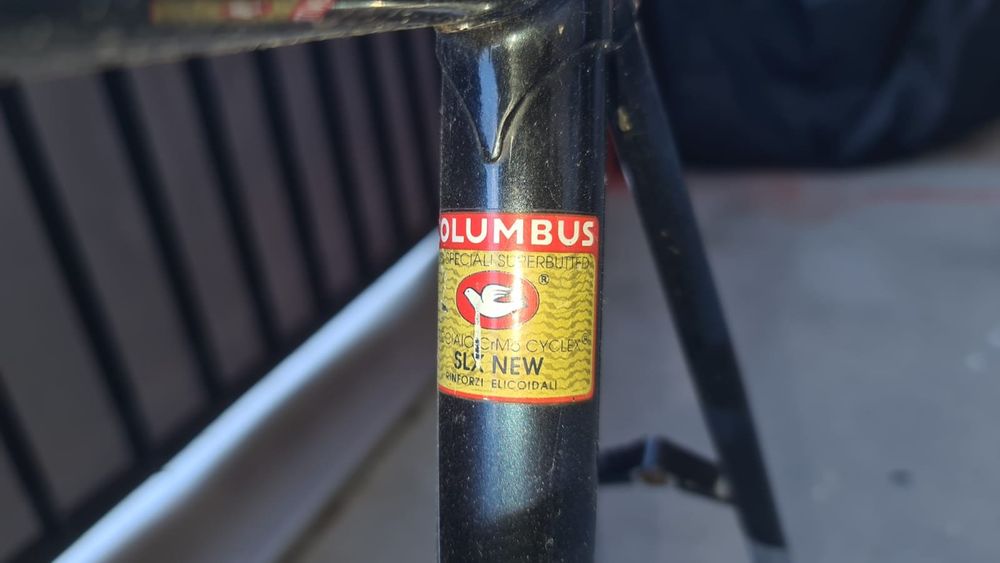 OLUMBUS
SPECIALI SUPERBUTTED
®
CrMo CYCLEX®
SLX NEW
RINFORZI ELICOIDALI